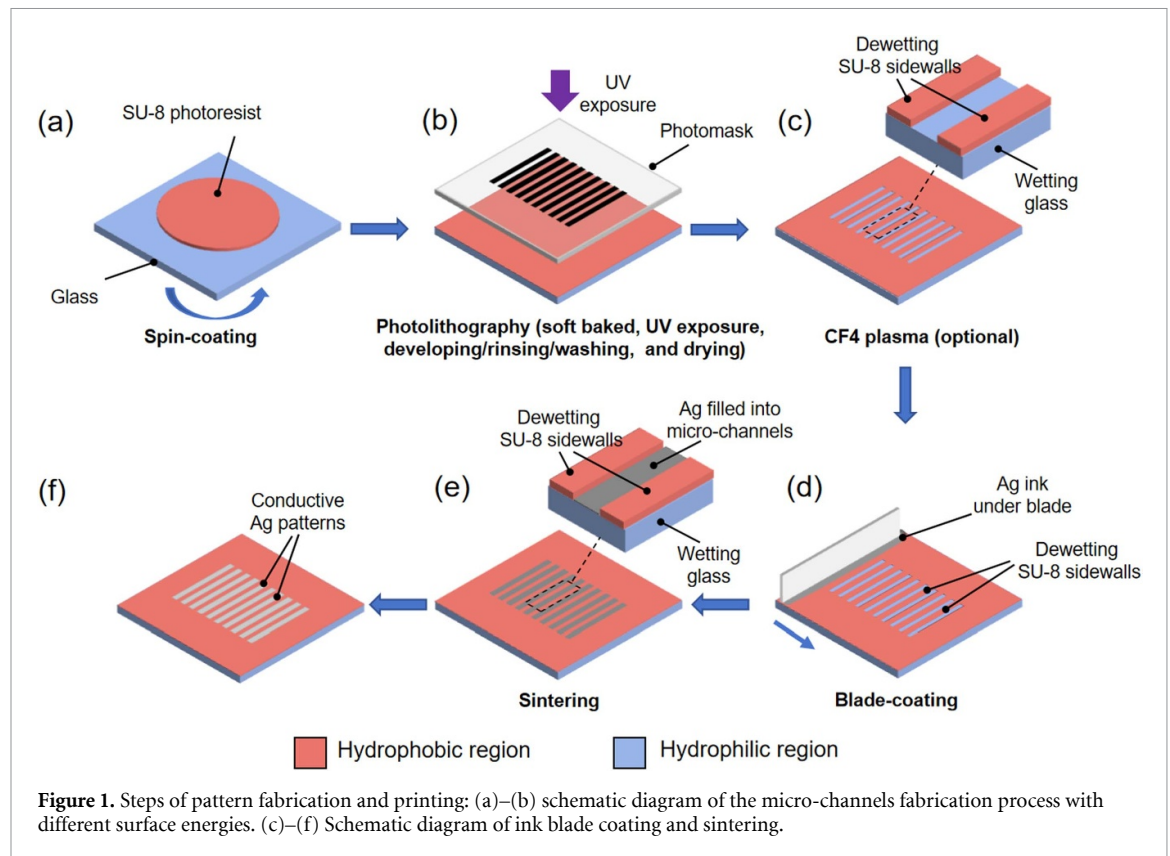 (a)
SU-8 photoresist
Glass
Spin-coating
(b)
UV
exposure
Photomask
Photolithography (soft baked, UV exposure,
developing/rinsing/washing, and drying)
(c)
Dewetting
SU-8 sidewalls
Wetting
glass
CF4 plasma (optional)
(f)
Conductive
Ag patterns
(e)
Dewetting
SU-8 sidewalls
Ag filled into
micro-channels
Wetting
glass
Sintering
(d)
Ag ink
under blade
Dewetting
SU-8 sidewalls
Blade-coating
Hydrophobic region
Hydrophilic region
Figure 1. Steps of pattern fabrication and printing: (a)–(b) schematic diagram of the micro-channels fabrication process with
different surface energies. (c)–(f) Schematic diagram of ink blade coating and sintering.